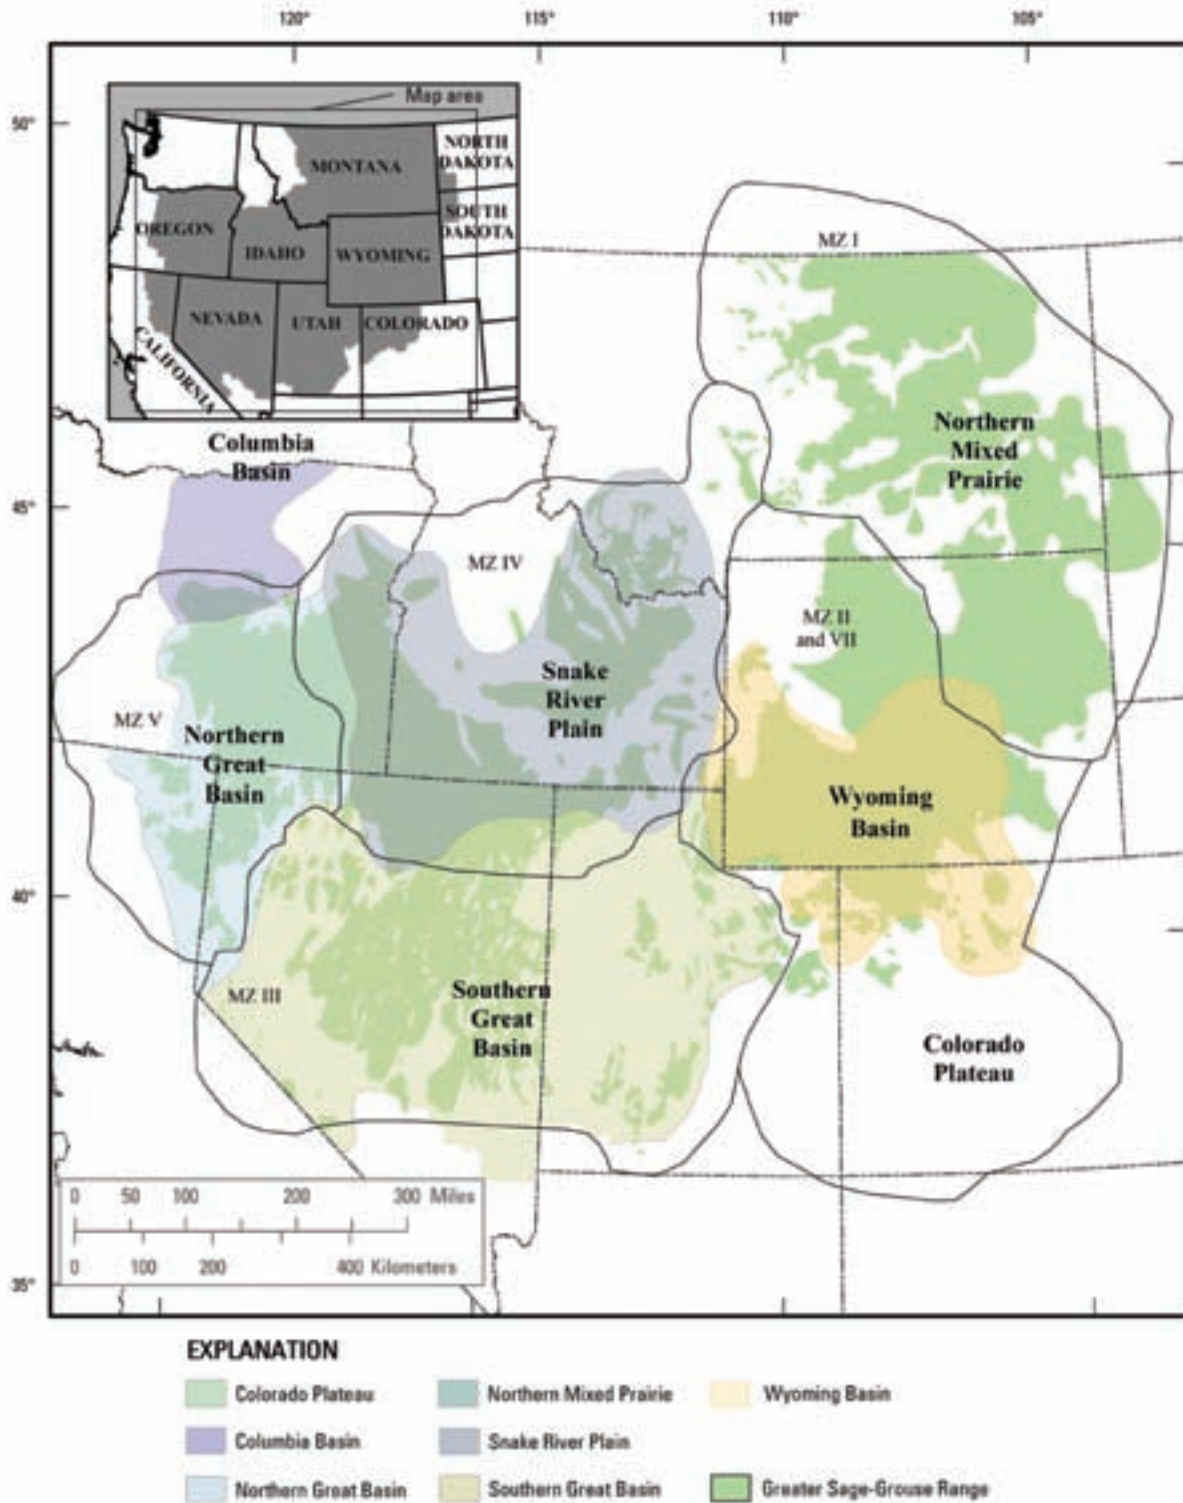 120°
115°
110°
105°
50°
45°
40°
35°
Map area
NORTH
DAKOTA
MONTANA
SOUTH
DAKOTA
OREGON
IDAHO
WYOMING
NEVADA
UTAH
COLORADO
CALIFORNIA
MZ I
Columbia
Basin
Northern
Mixed
Prairie
MZ IV
MZ II
and VII
Snake
River
Plain
MZ V
Northern
Great
Basin
Wyoming
Basin
MZ III
Southern
Great
Basin
Colorado
Plateau
0 50 100 200 300 Miles
0 100 200 400 Kilometers
EXPLANATION
Colorado Plateau
Columbia Basin
Northern Great Basin
Northern Mixed Prairie
Snake River Plain
Southern Great Basin
Wyoming Basin
Greater Sage-Grouse Range